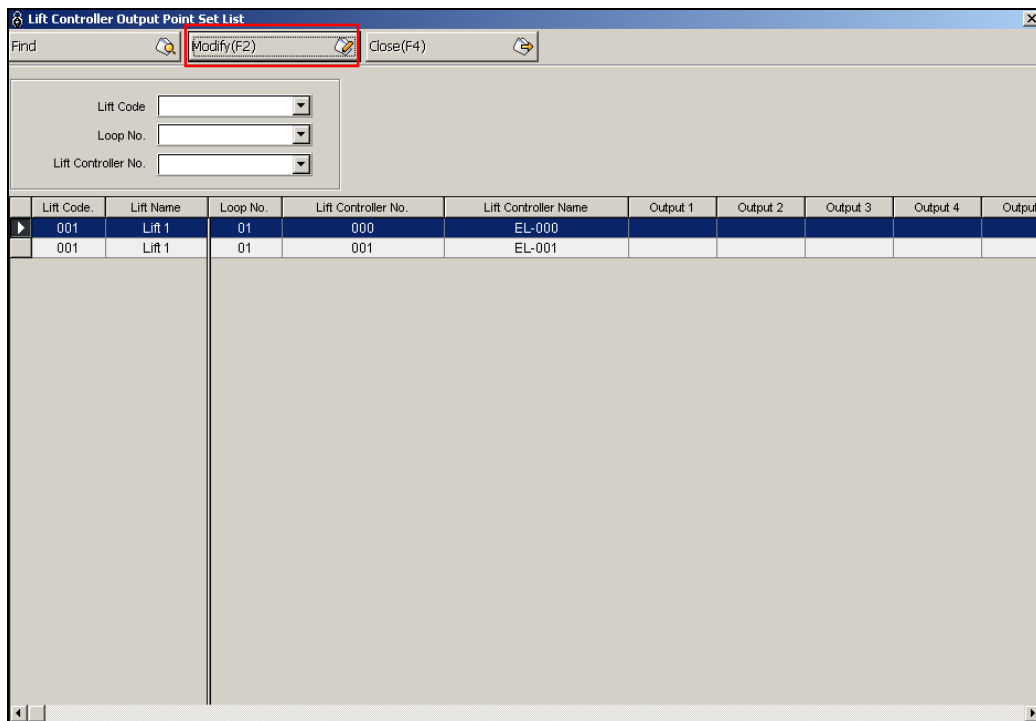 Lift Controller Output Point Set List
Find Modify(F2) Close(F4)
Lift Code
Loop No.
Lift Controller No.
Lift Code. Lift Name Loop No. Lift Controller No. Lift Controller Name Output 1 Output 2 Output 3 Output 4 Output
001 Lift 1 01 000 EL-000
001 Lift 1 01 001 EL-001